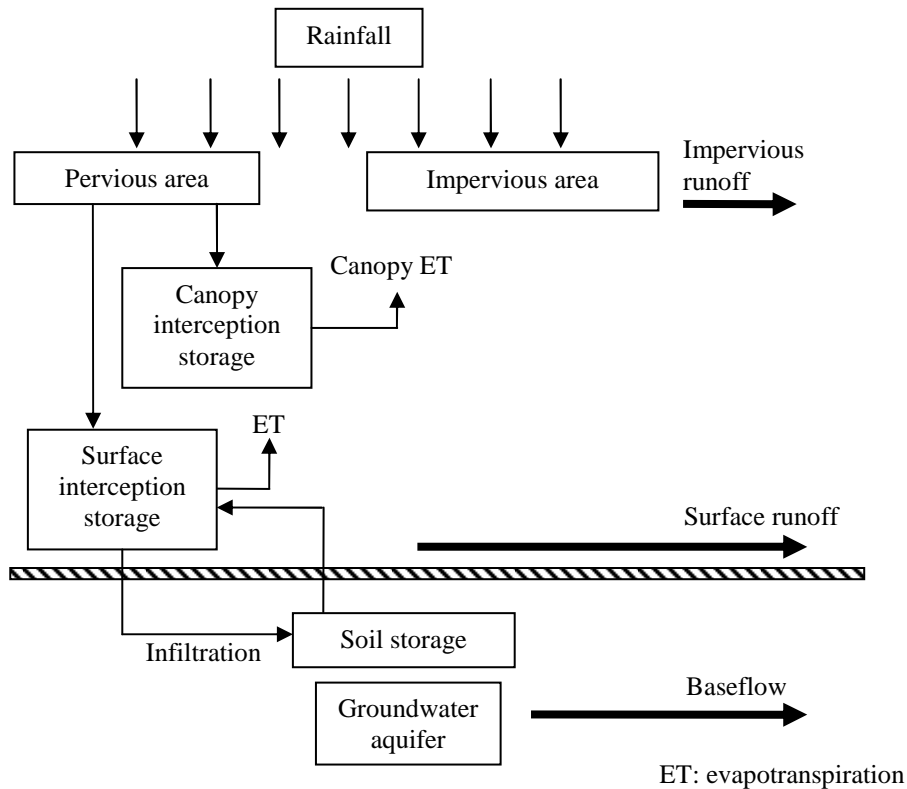 Rainfall
Impervious
runoff
Pervious area
Impervious area
Canopy ET
Canopy
interception
storage
ET
Surface
interception
storage
Surface runoff
Infiltration
Soil storage
Baseflow
Groundwater
aquifer
ET: evapotranspiration